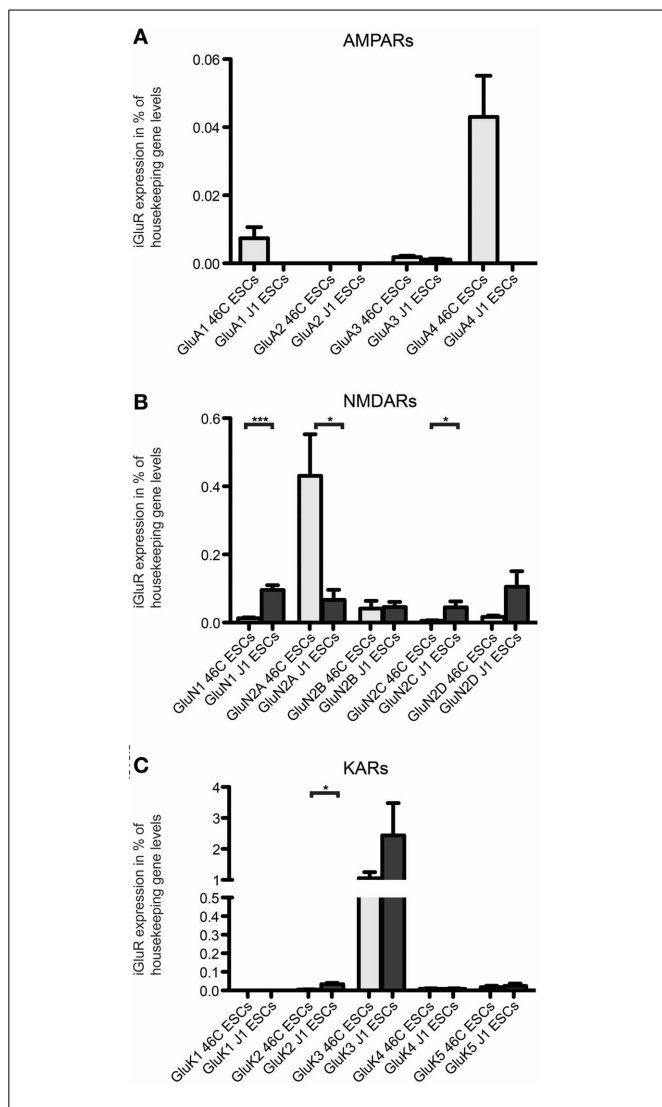 A
AMPARs
iGluR expression in % of
housekeeping gene levels
0.06
0.04
0.02
0.00
GluA1 46C ESCs
GluA1 J1 ESCs
GluA2 46C ESCs
GluA2 J1 ESCs
GluA3 46C ESCs
GluA3 J1 ESCs
GluA4 46C ESCs
GluA4 J1 ESCs
B
NMDARs
iGluR expression in % of
housekeeping gene levels
0.6
0.4
0.2
0.0
***
*
*
GluN1 46C ESCs
GluN1 J1 ESCs
GluN2A 46C ESCs
GluN2A J1 ESCs
GluN2B 46C ESCs
GluN2B J1 ESCs
GluN2C 46C ESCs
GluN2C J1 ESCs
GluN2D 46C ESCs
GluN2D J1 ESCs
C
KARs
iGluR expression in % of
housekeeping gene levels
4
3
2
1
0.5
0.4
0.3
0.2
0.1
0.0
*
GluK1 46C ESCs
GluK1 J1 ESCs
GluK2 46C ESCs
GluK2 J1 ESCs
GluK3 46C ESCs
GluK3 J1 ESCs
GluK4 46C ESCs
GluK4 J1 ESCs
GluK5 46C ESCs
GluK5 J1 ESCs